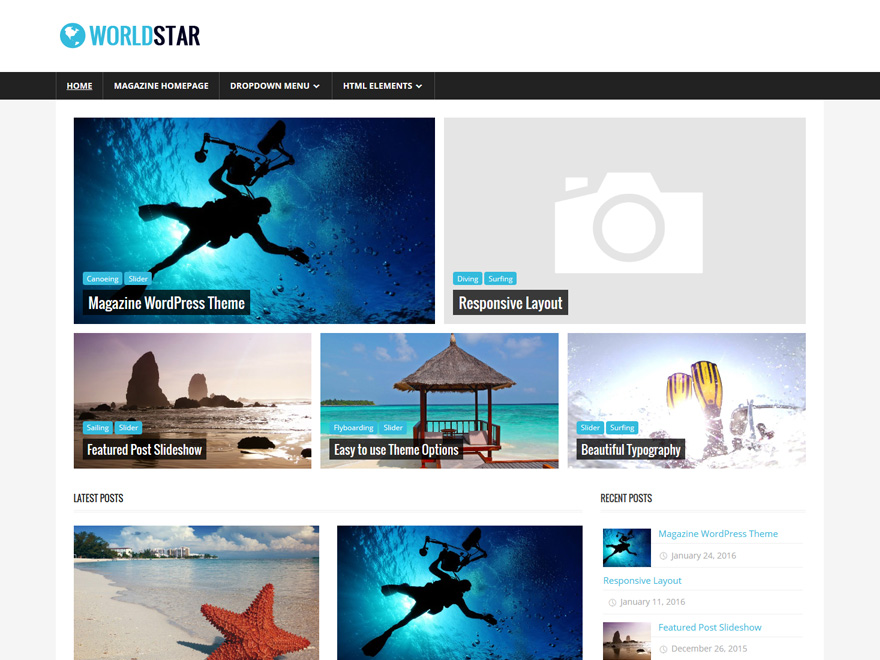 WORLDSTAR
HOME
MAGAZINE HOMEPAGE
DROPDOWN MENU
HTML ELEMENTS
Canoeing
Slider
Magazine WordPress Theme
Diving
Surfing
Responsive Layout
Sailing
Slider
Featured Post Slideshow
Flyboarding
Slider
Easy to use Theme Options
Slider
Surfing
Beautiful Typography
LATEST POSTS
RECENT POSTS
Magazine WordPress Theme
January 24, 2016
Responsive Layout
January 11, 2016
Featured Post Slideshow
December 26, 2015